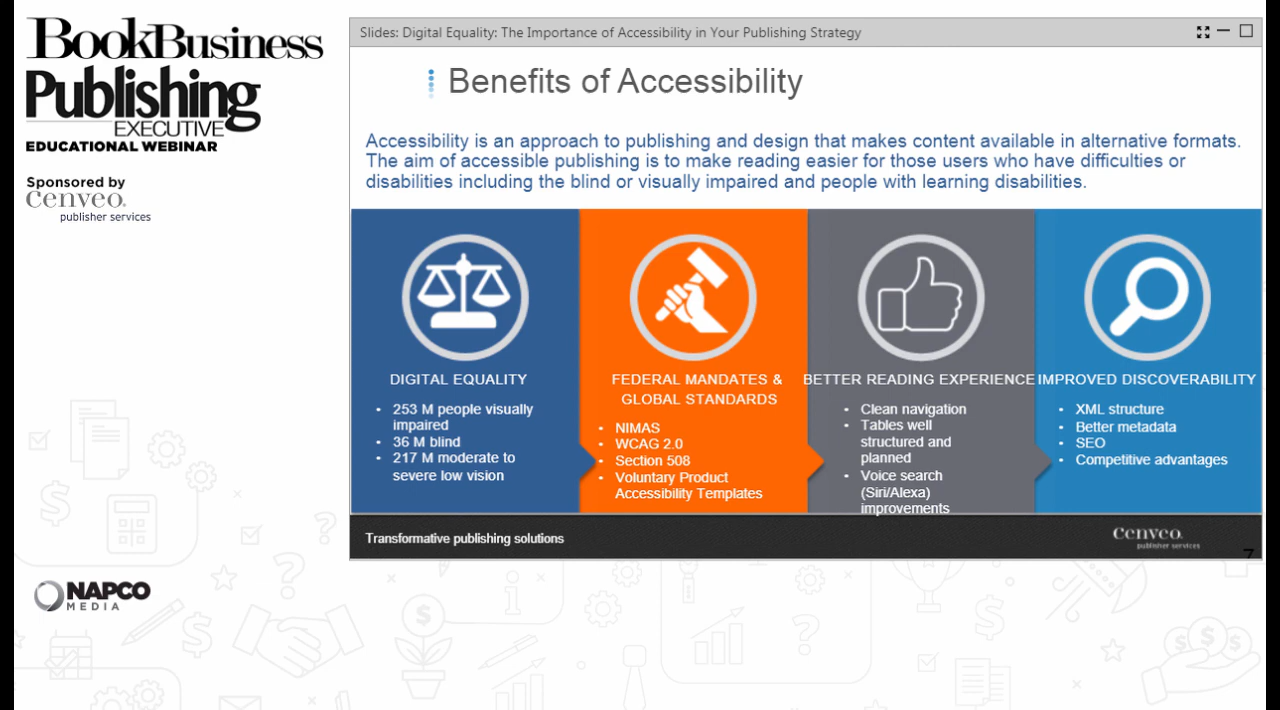 BookBusiness
Publishing
EXECUTIVE
EDUCATIONAL WEBINAR
Sponsored by
cenveo.
publisher services
NAPCO
MEDIA
Slides: Digital Equality: The Importance of Accessibility in Your Publishing Strategy
Benefits of Accessibility
Accessibility is an approach to publishing and design that makes content available in alternative formats.
The aim of accessible publishing is to make reading easier for those users who have difficulties or
disabilities including the blind or visually impaired and people with learning disabilities.
DIGITAL EQUALITY
• 253 M people visually
impaired
• 36 M blind
• 217 M moderate to
severe low vision
FEDERAL MANDATES &
GLOBAL STANDARDS
• NIMAS
• WCAG 2.0
• Section 508
• Voluntary Product
Accessibility Templates
BETTER READING EXPERIENCE
• Clean navigation
• Tables well
structured and
planned
• Voice search
(Siri/Alexa)
improvements
IMPROVED DISCOVERABILITY
• XML structure
• Better metadata
• SEO
• Competitive advantages
Transformative publishing solutions
cenveo.
publisher services
7